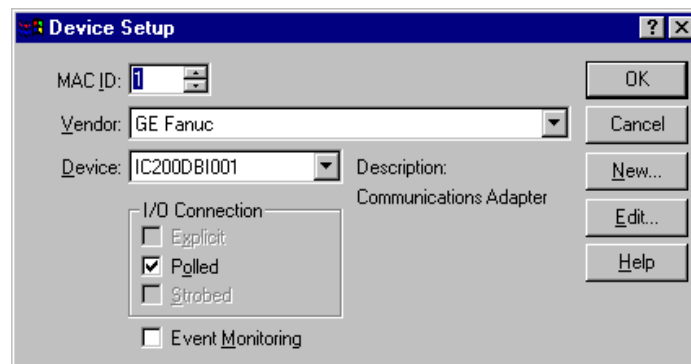 Device Setup
MAC ID: 1
OK
Vendor: GE Fanuc
Cancel
Device: IC200DBI001
Description:
Communications Adapter
New...
I/O Connection
Explicit
Polled
Strobed
Edit...
Help
Event Monitoring